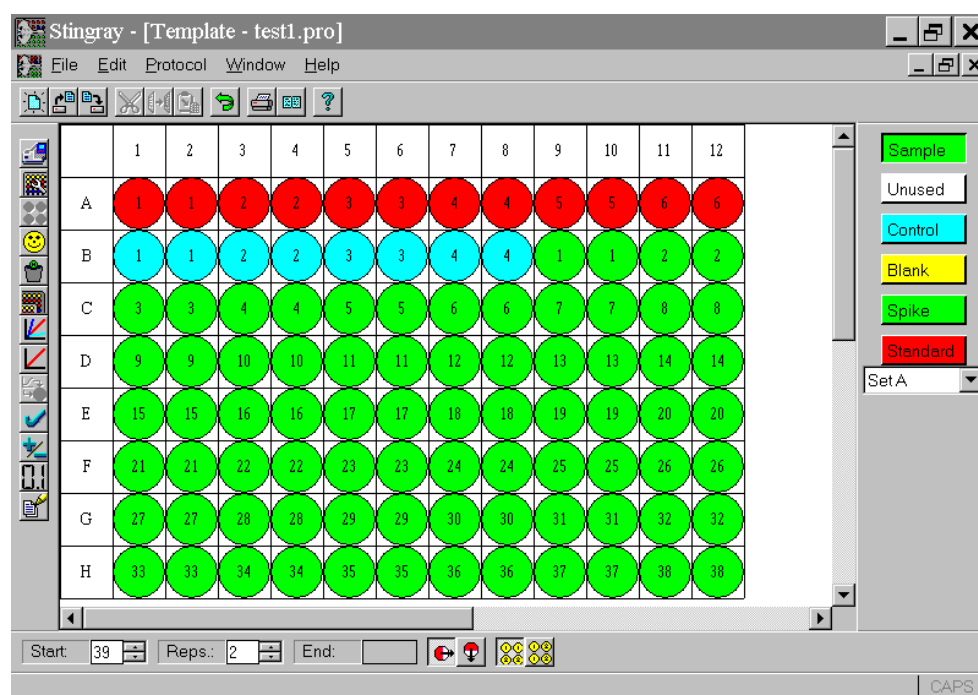 Stingray - [Template - test1.pro]
File Edit Protocol Window Help
1 2 3 4 5 6 7 8 9 10 11 12
A 1 1 2 2 3 3 4 4 5 5 6 6
B 1 1 2 2 3 3 4 4 1 1 2 2
C 3 3 4 4 5 5 6 6 7 7 8 8
D 9 9 10 10 11 11 12 12 13 13 14 14
E 15 15 16 16 17 17 18 18 19 19 20 20
F 21 21 22 22 23 23 24 24 25 25 26 26
G 27 27 28 28 29 29 30 30 31 31 32 32
H 33 33 34 34 35 35 36 36 37 37 38 38
Sample
Unused
Control
Blank
Spike
Standard
Set A
0.1
Start: 39 Reps.: 2 End:
CAPS